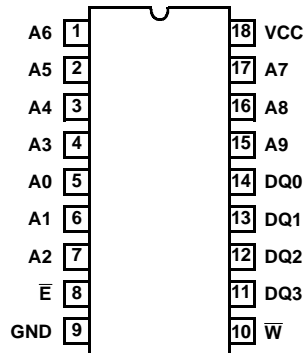 A6 1 18 VCC
A5 2 17 A7
A4 3 16 A8
A3 4 15 A9
A0 5 14 DQ0
A1 6 13 DQ1
A2 7 12 DQ2
E̅ 8 11 DQ3
GND 9 10 W̅